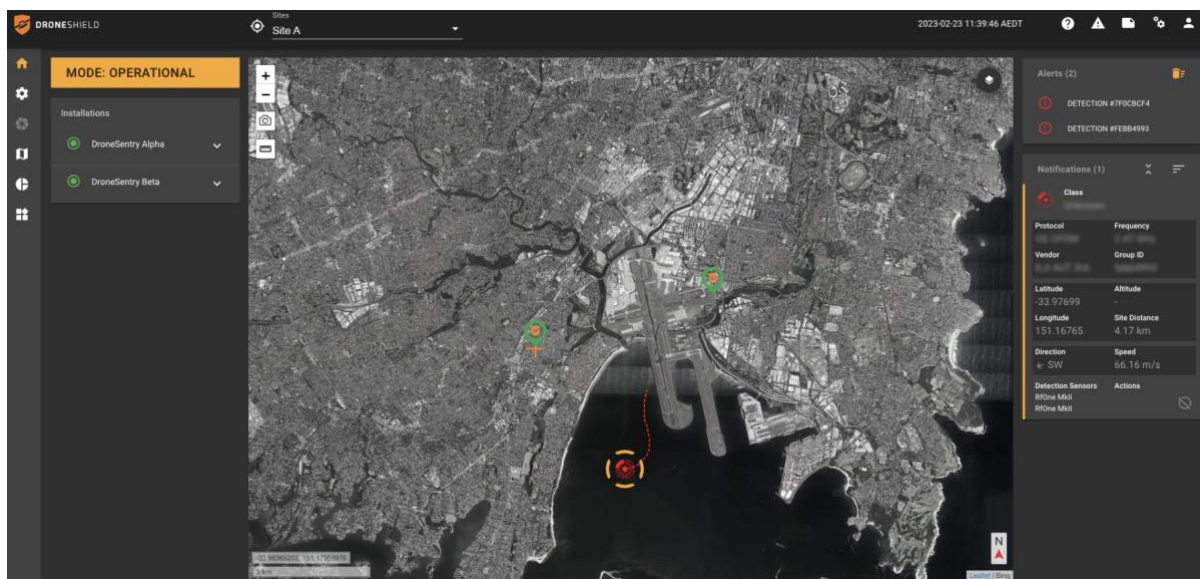 DRONESHIELD
Sites
Site A
2023-02-23 11:39:46 AEDT
MODE: OPERATIONAL
Installations
DroneSentry Alpha
DroneSentry Beta
+
−
Alerts (2)
DETECTION #7F0CBCF4
DETECTION #FEBB4993
Notifications (1)
Class
Protocol Frequency
Vendor Group ID
Latitude Altitude
-33.97699 -
Longitude Site Distance
151.16765 4.17 km
Direction Speed
SW 66.16 m/s
Detection Sensors Actions
RfOne MkII
RfOne MkII
N
3 km
Leaflet | Bing